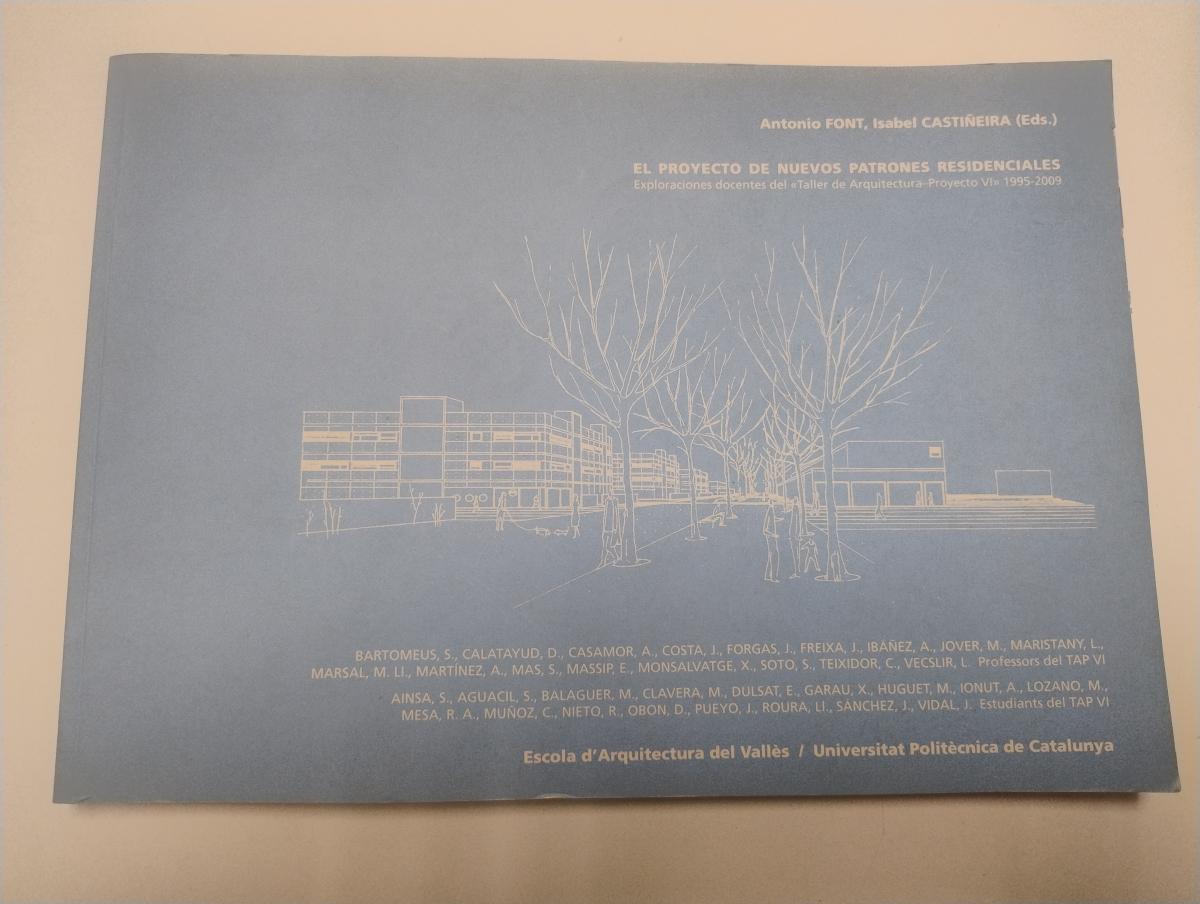 Antonio FONT, Isabel CASTIÑEIRA (Eds.)
EL PROYECTO DE NUEVOS PATRONES RESIDENCIALES
Exploraciones docentes del «Taller de Arquitectura–Proyecto VI» 1995-2009
BARTOMEUS, S., CALATAYUD, D., CASAMOR, A., COSTA, J., FORGAS, J., FREIXA, J., IBÁÑEZ, A., JOVER, M., MARISTANY, L.,
MARSAL, M. Ll., MARTÍNEZ, A., MAS, S., MASSIP, E., MONSALVATGE, X., SOTO, S., TEIXIDOR, C., VECSLIR, L. Professors del TAP VI
AINSA, S., AGUACIL, S., BALAGUER, M., CLAVERA, M., DULSAT, E., GARAU, X., HUGUET, M., IONUT, A., LOZANO, M.,
MESA, R. A., MUÑOZ, C., NIETO, R., OBON, D., PUEYO, J., ROURA, Ll., SÁNCHEZ, J., VIDAL, J. Estudiants del TAP VI
Escola d'Arquitectura del Vallès / Universitat Politècnica de Catalunya